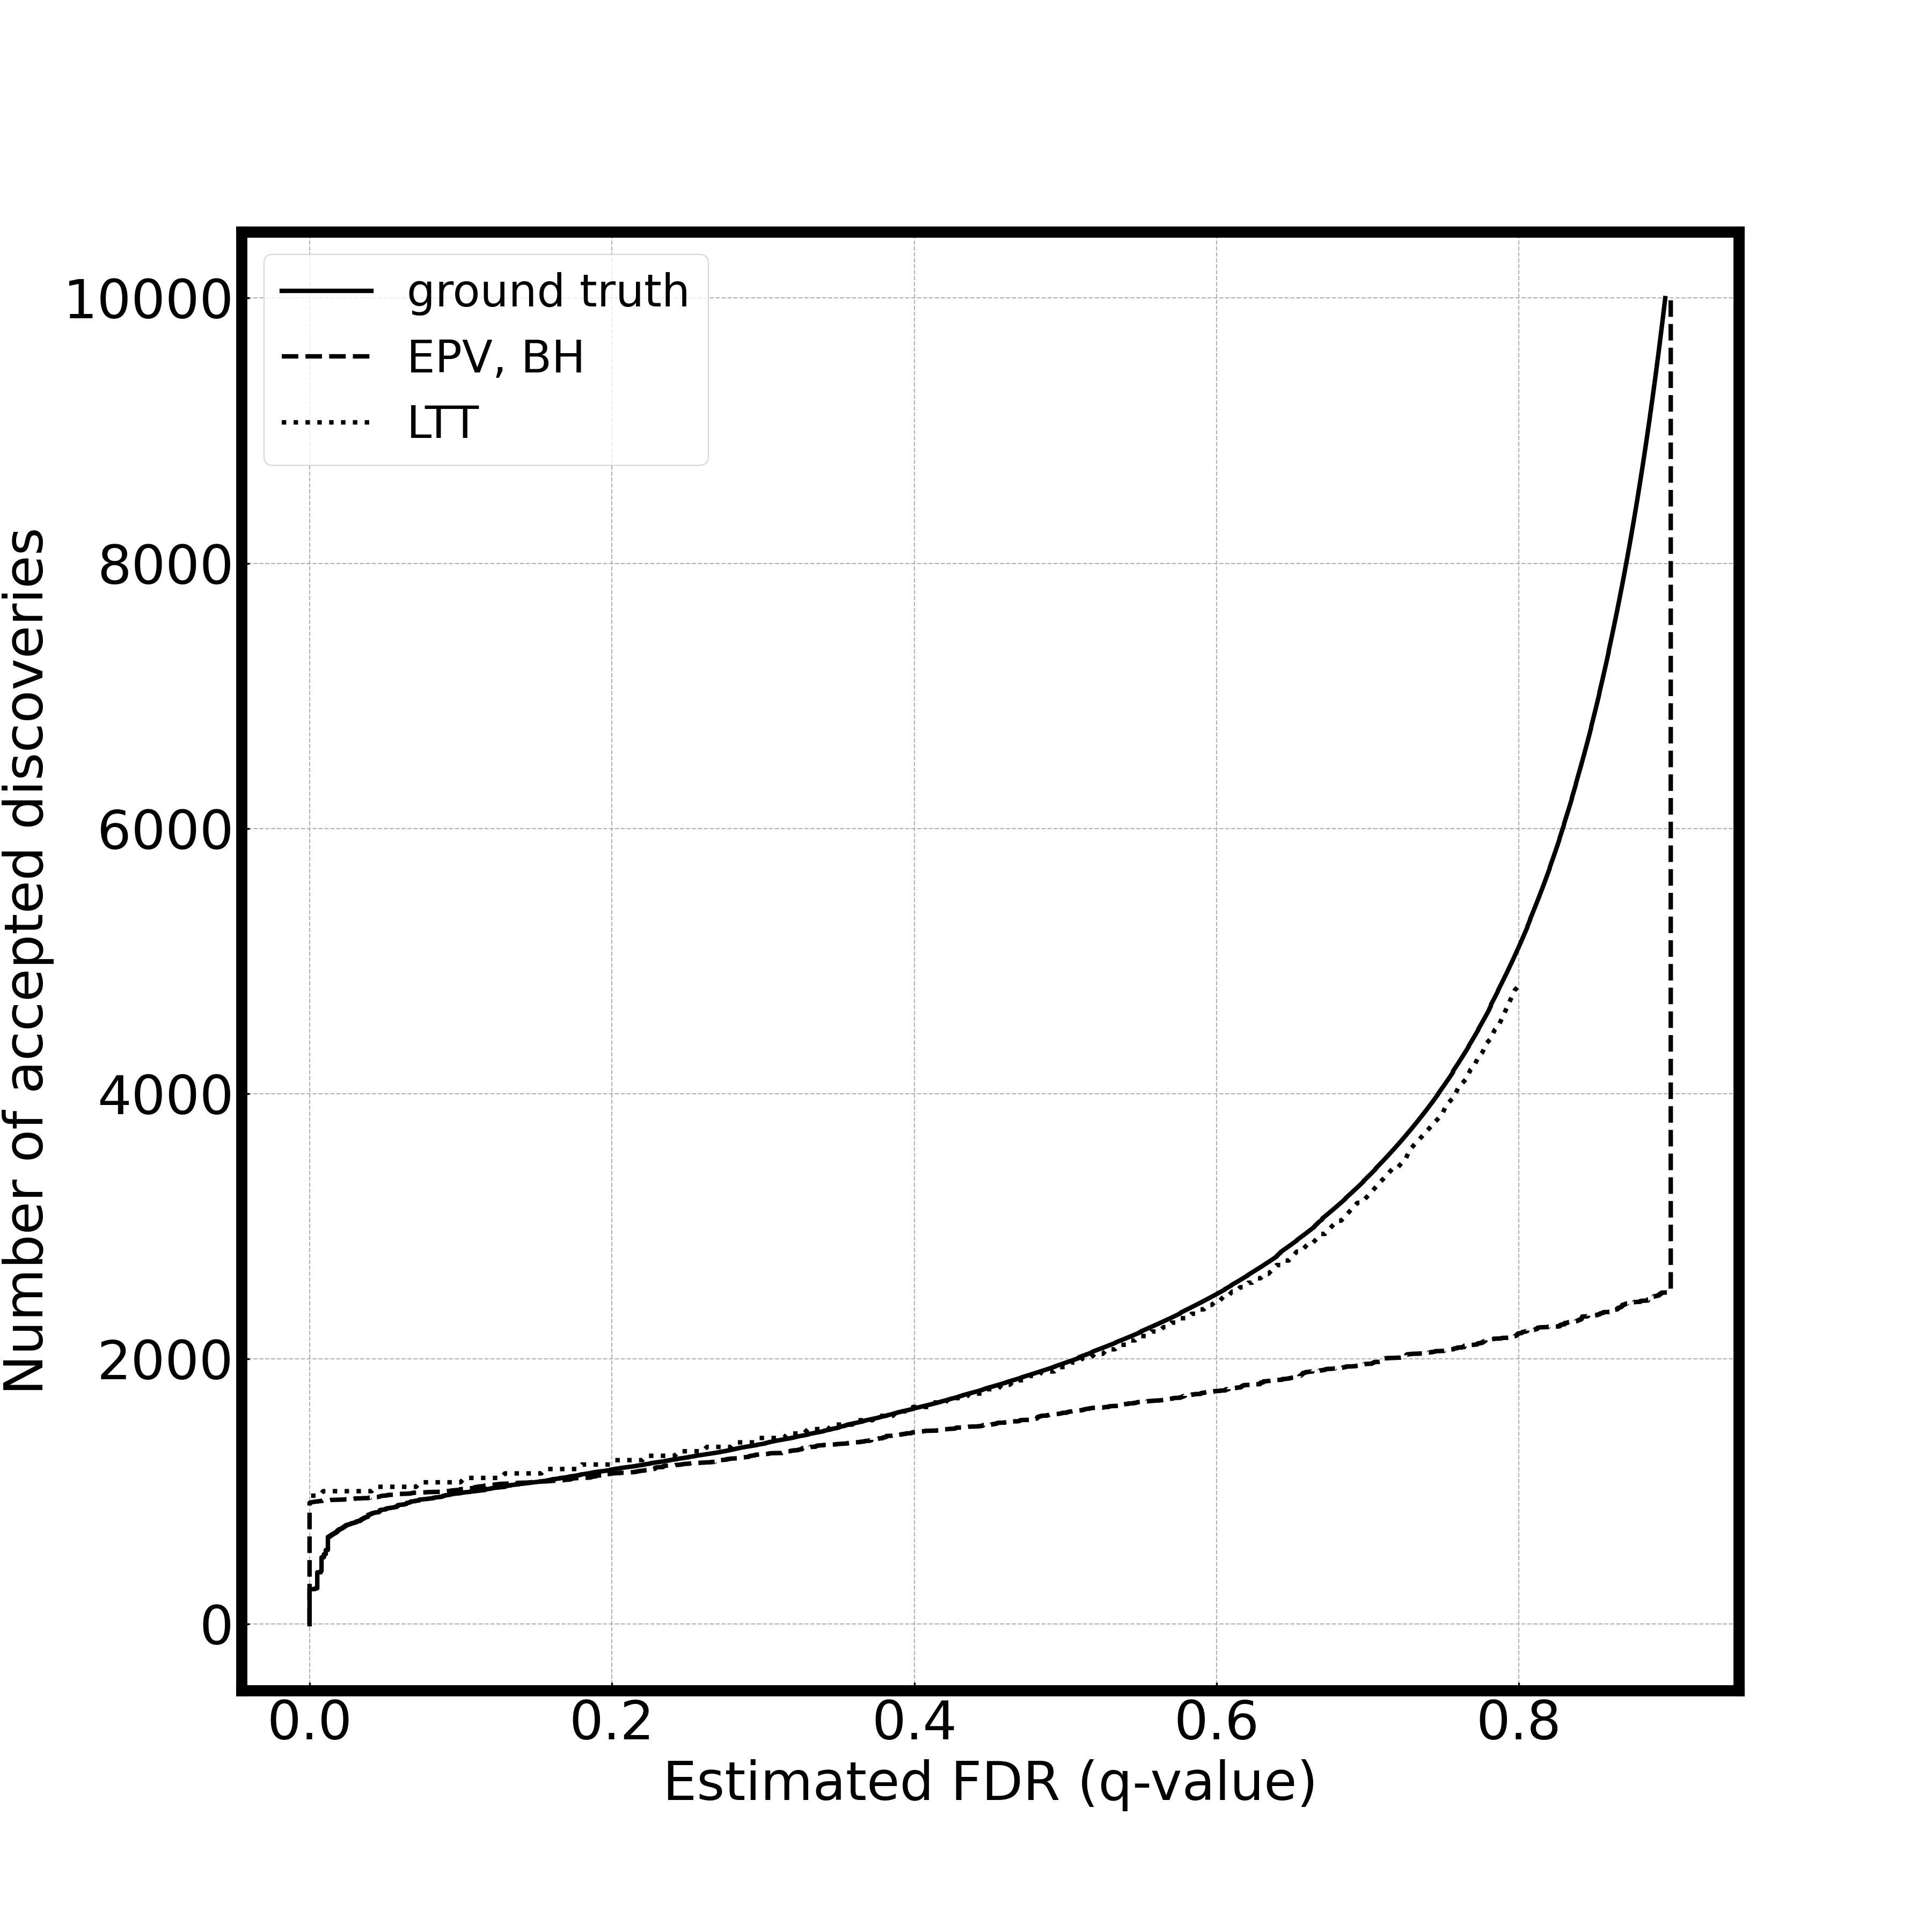 ground truth
EPV, BH
LTT
Number of accepted discoveries
10000
8000
6000
4000
2000
0
0.0 0.2 0.4 0.6 0.8
Estimated FDR (q-value)